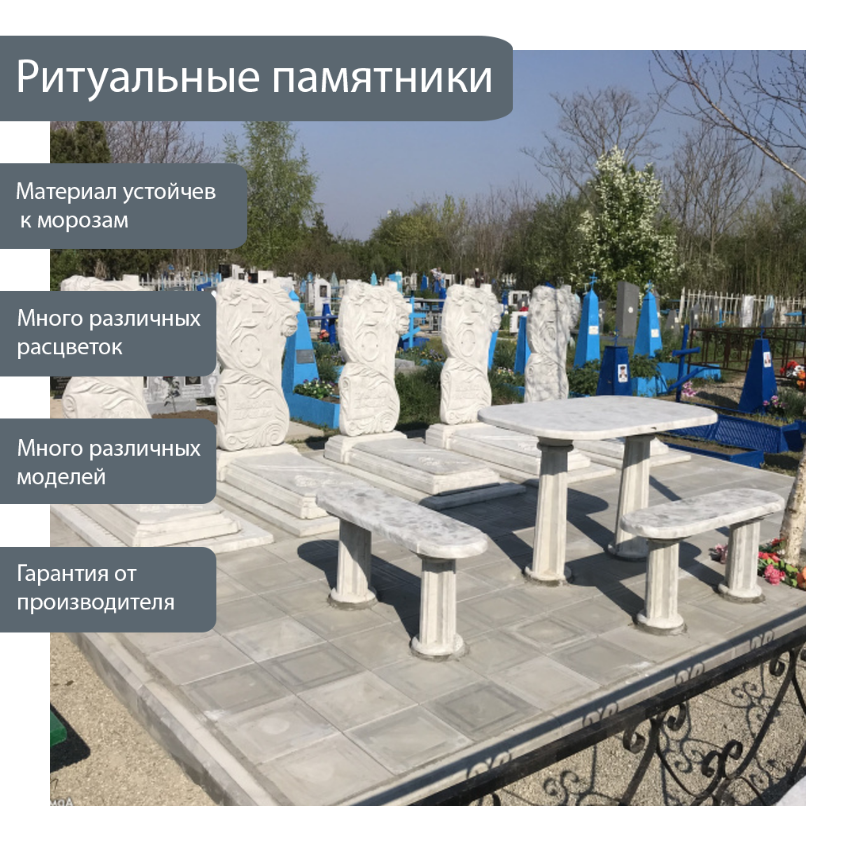 Ритуальные памятники
Материал устойчев
к морозам
Много различных
расцветок
Много различных
моделей
Гарантия от
производителя